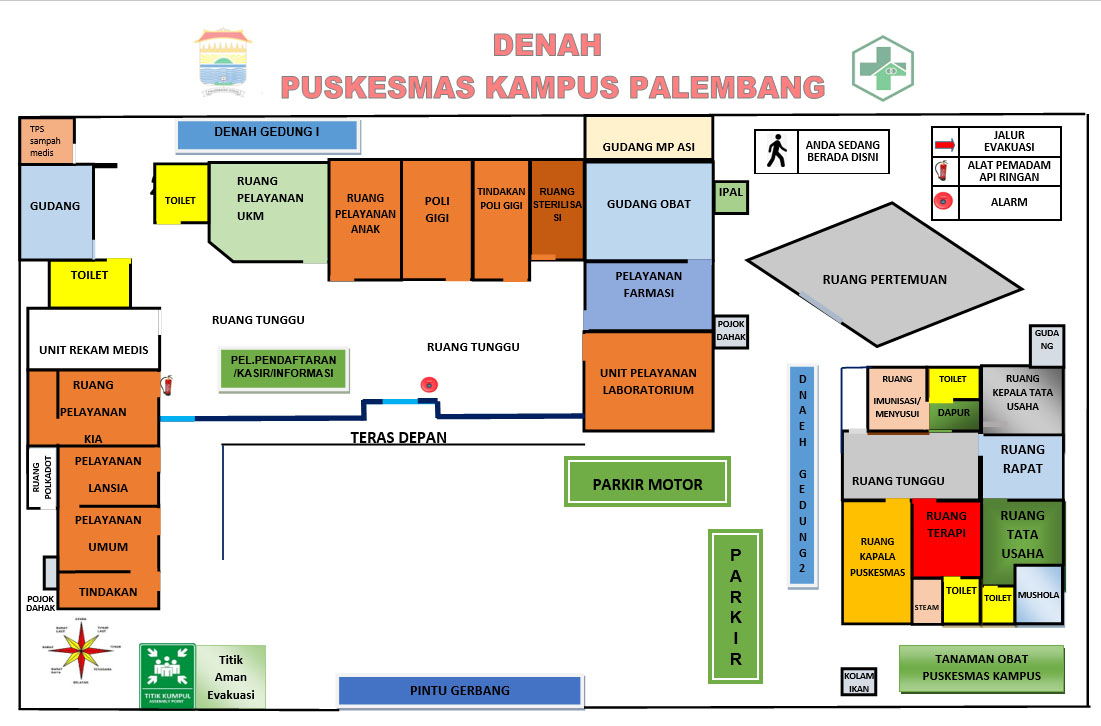 DENAH
PUSKESMAS KAMPUS PALEMBANG
TPS
sampah
medis
DENAH GEDUNG I
GUDANG MP ASI
ANDA SEDANG
BERADA DISNI
JALUR
EVAKUASI
ALAT PEMADAM
API RINGAN
ALARM
GUDANG
TOILET
RUANG
PELAYANAN
UKM
RUANG
PELAYANAN
ANAK
POLI
GIGI
TINDAKAN
POLI GIGI
RUANG
STERILISA
SI
GUDANG OBAT
IPAL
TOILET
PELAYANAN
FARMASI
RUANG PERTEMUAN
UNIT REKAM MEDIS
RUANG TUNGGU
RUANG TUNGGU
POJOK
DAHAK
GUDA
NG
PEL.PENDAFTARAN
/KASIR/INFORMASI
UNIT PELAYANAN
LABORATORIUM
RUANG
PELAYANAN
KIA
TERAS DEPAN
DNAEH GEDUNG2
RUANG
IMUNISASI/
MENYUSUI
TOILET
DAPUR
RUANG
KEPALA TATA
USAHA
RUANG
POLKADOT
PELAYANAN
LANSIA
PARKIR MOTOR
RUANG TUNGGU
RUANG
RAPAT
PELAYANAN
UMUM
RUANG
KAPALA
PUSKESMAS
RUANG
TERAPI
RUANG
TATA
USAHA
PARKIR
TINDAKAN
POJOK
DAHAK
STEAM
TOILET
TOILET
MUSHOLA
TITIK KUMPUL
ASSEMBLY POINT
Titik
Aman
Evakuasi
PINTU GERBANG
KOLAM
IKAN
TANAMAN OBAT
PUSKESMAS KAMPUS